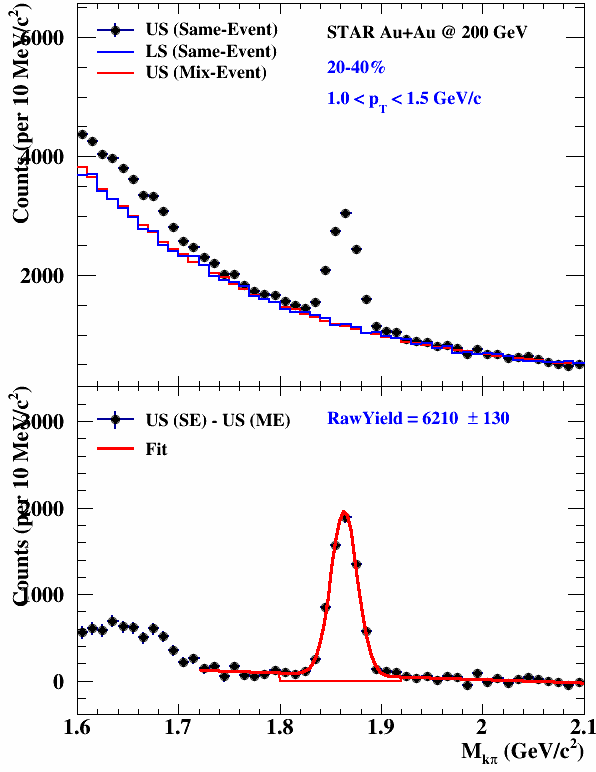 US (Same-Event)
LS (Same-Event)
US (Mix-Event)
STAR Au+Au @ 200 GeV
20-40%
1.0 < p_T < 1.5 GeV/c
Counts (per 10 MeV/c²)
6000
4000
2000
US (SE) - US (ME)
Fit
RawYield = 6210 ± 130
Counts (per 10 MeV/c²)
3000
2000
1000
0
1.6 1.7 1.8 1.9 2 2.1
M_kπ (GeV/c²)